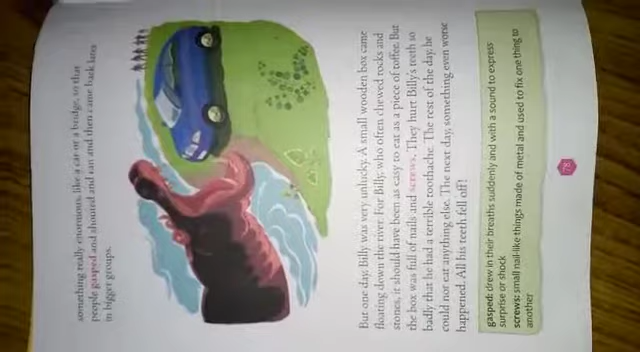 something really enormous, like a car or a bridge, so that
people gasped and shouted and ran and then came back later
in bigger groups.
But one day, Billy was very unlucky. A small wooden box came
floating down the river. For Billy, who often chewed rocks and
stones, it should have been as easy to eat as a piece of toffee. But
the box was full of nails and screws. They hurt Billy's teeth so
badly that he had a terrible toothache. The rest of the day, he
could not eat anything else. The next day, something even worse
happened. All his teeth fell off!
gasped: drew in their breaths suddenly and with a sound to express
surprise or shock
screws: small nail-like things made of metal and used to fix one thing to
another